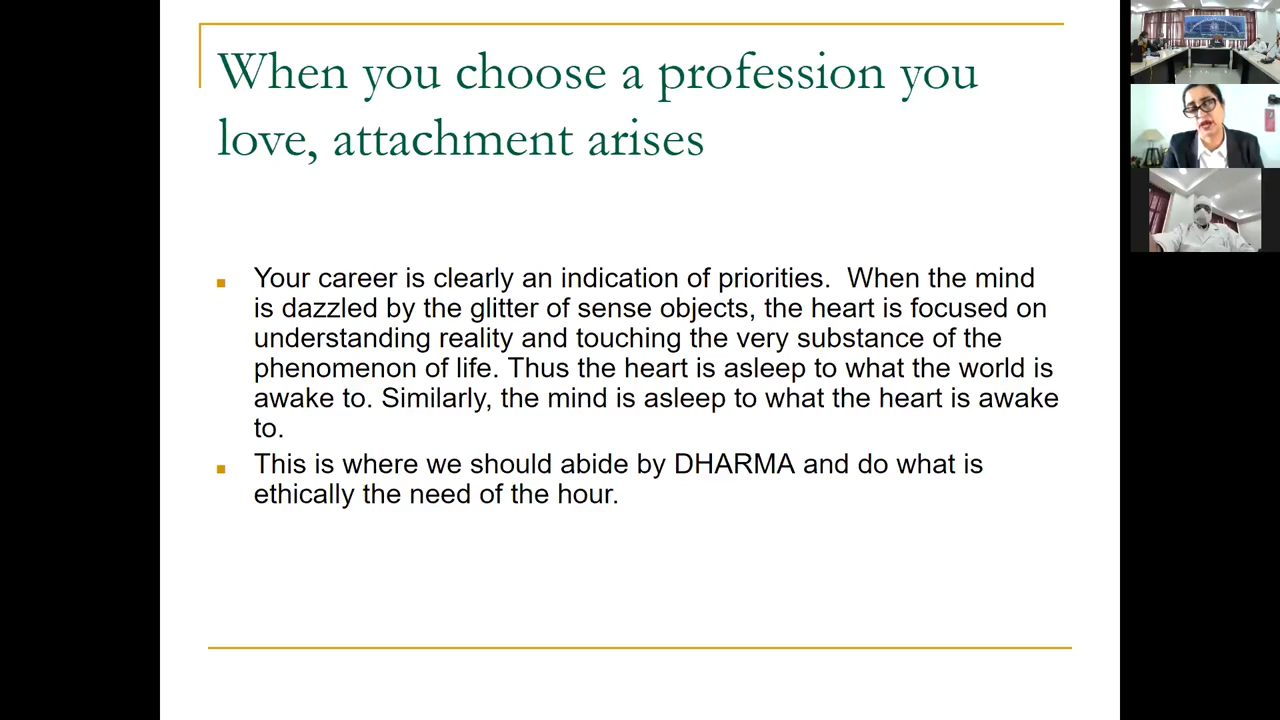 When you choose a profession you
love, attachment arises
Your career is clearly an indication of priorities.  When the mind
is dazzled by the glitter of sense objects, the heart is focused on
understanding reality and touching the very substance of the
phenomenon of life. Thus the heart is asleep to what the world is
awake to. Similarly, the mind is asleep to what the heart is awake
to.
This is where we should abide by DHARMA and do what is
ethically the need of the hour.